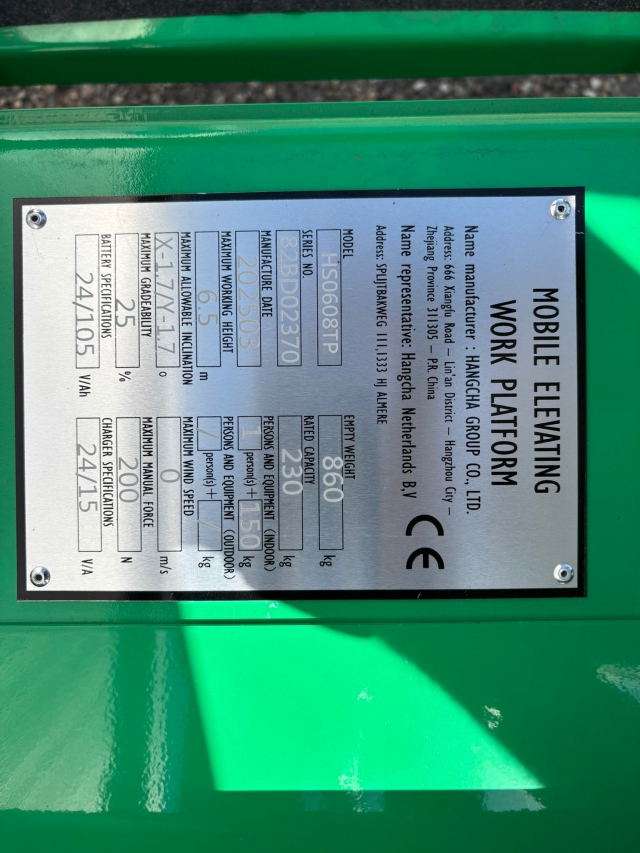 MOBILE ELEVATING
WORK PLATFORM
Name manufacturer : HANGCHA GROUP CO., LTD.
Address: 666 Xiangfu Road – Lin'an District – Hangzhou City –
Zhejiang Province 311305 – P.R. China
Name representative: Hangcha Netherlands B,V
Address: SPLIJTBAKWEG 111,1333 HJ ALMERE
CE
MODEL HS0608TP EMPTY WEIGHT 860 kg
SERIES NO. 82BD02370 RATED CAPACITY 230 kg
MANUFACTURE DATE 202503 PERSONS AND EQUIPMENT (INDOOR) 1 person(s)+ 150 kg
MAXIMUM WORKING HEIGHT 6.5 m PERSONS AND EQUIPMENT (OUTDOOR) / person(s)+ / kg
MAXIMUM ALLOWABLE INCLINATION X-1.7/Y-1.7 ° MAXIMUM WIND SPEED 0 m/s
MAXIMUM GRADEABILITY 25 % MAXIMUM MANUAL FORCE 200 N
BATTERY SPECIFICATIONS 24/105 V/Ah CHARGER SPECIFICATIONS 24/15 V/A